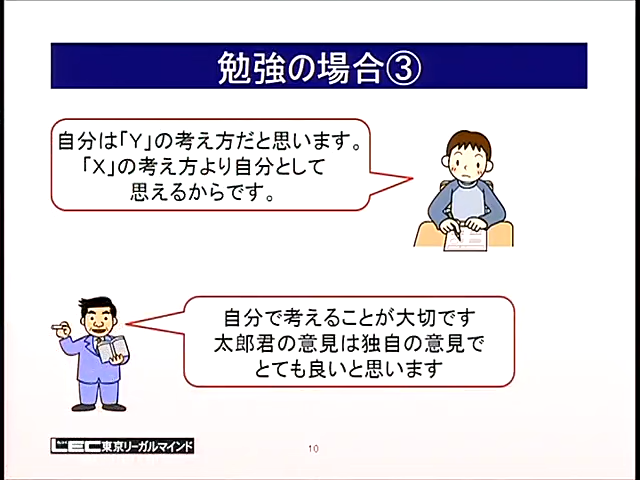 勉強の場合③
自分は「Y」の考え方だと思います。
「X」の考え方より自分として
思えるからです。
自分で考えることが大切です
太郎君の意見は独自の意見で
とても良いと思います
LEC東京リーガルマインド
10